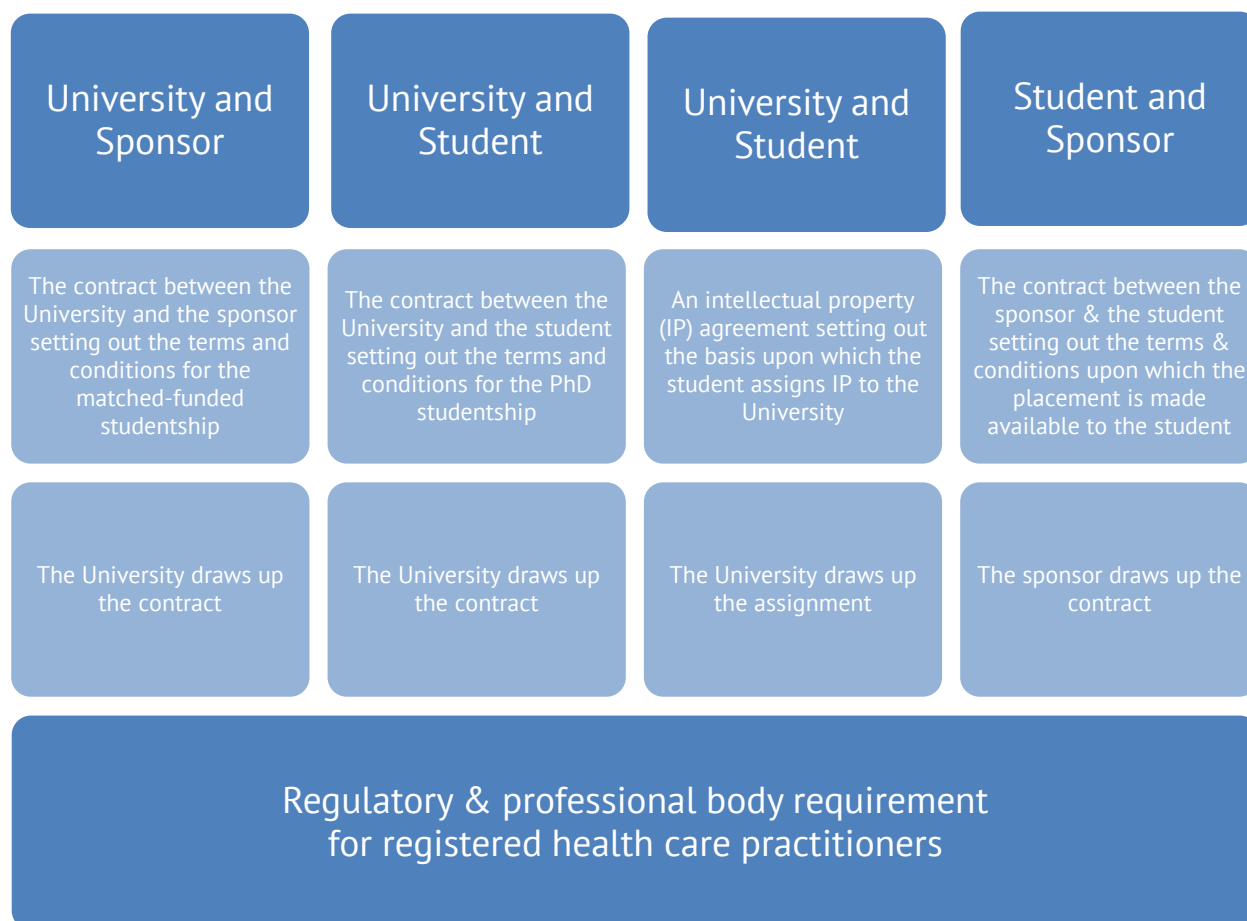 University and
Sponsor
University and
Student
University and
Student
Student and
Sponsor
The contract between the
University and the sponsor
setting out the terms and
conditions for the
matched-funded
studentship
The contract between the
University and the student
setting out the terms and
conditions for the PhD
studentship
An intellectual property
(IP) agreement setting out
the basis upon which the
student assigns IP to the
University
The contract between the
sponsor & the student
setting out the terms &
conditions upon which the
placement is made
available to the student
The University draws up
the contract
The University draws up
the contract
The University draws up
the assignment
The sponsor draws up the
contract
Regulatory & professional body requirement
for registered health care practitioners